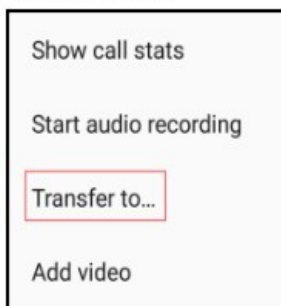 Show call stats
Start audio recording
Transfer to...
Add video